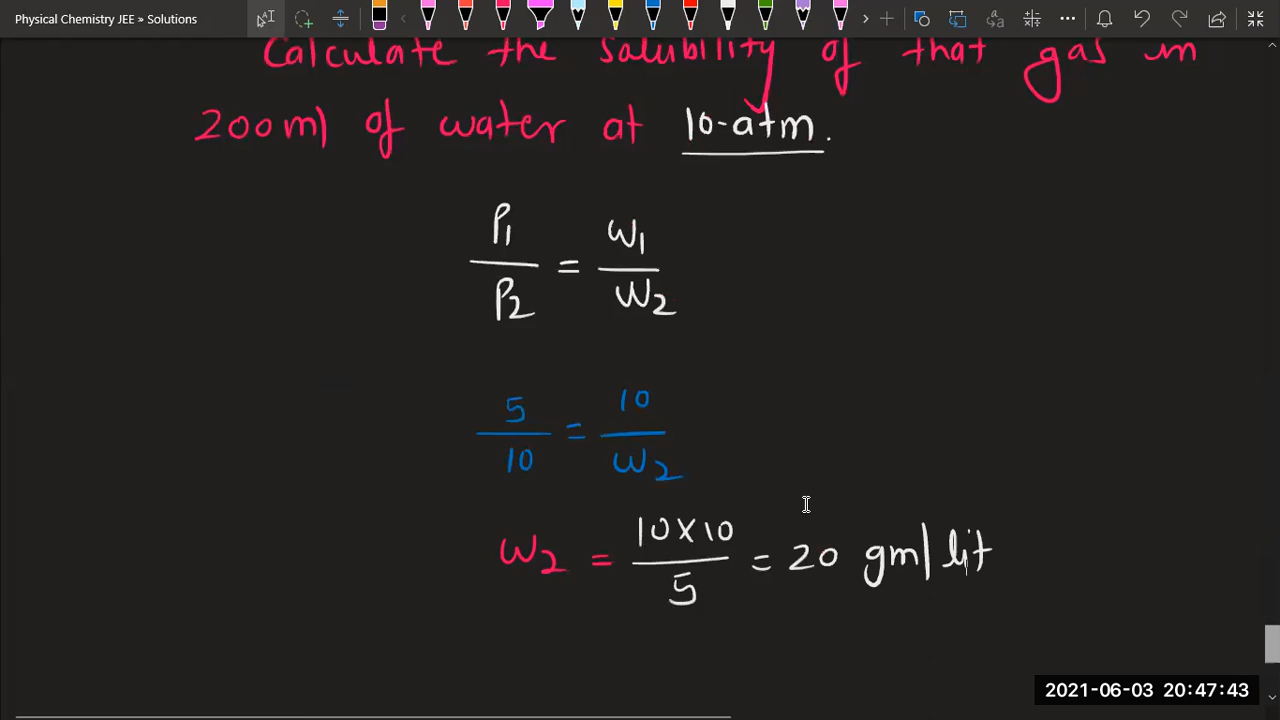 Physical Chemistry JEE » Solutions
Calculate the solubility of that gas in
200ml of water at 10-atm.
P1/P2 = W1/W2
5/10 = 10/W2
W2 = 10×10/5 = 20 gm/lit
2021-06-03 20:47:43